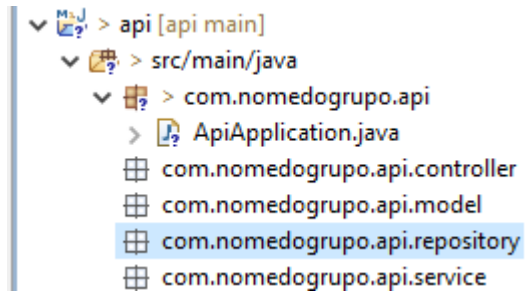 > api [api main]
> src/main/java
> com.nomedogrupo.api
> ApiApplication.java
com.nomedogrupo.api.controller
com.nomedogrupo.api.model
com.nomedogrupo.api.repository
com.nomedogrupo.api.service